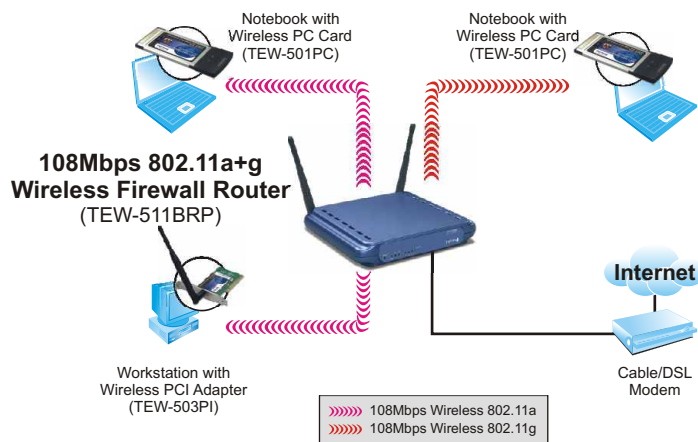 Notebook with
Wireless PC Card
(TEW-501PC)
Notebook with
Wireless PC Card
(TEW-501PC)
108Mbps 802.11a+g
Wireless Firewall Router
(TEW-511BRP)
Internet
Workstation with
Wireless PCI Adapter
(TEW-503PI)
Cable/DSL
Modem
108Mbps Wireless 802.11a
108Mbps Wireless 802.11g